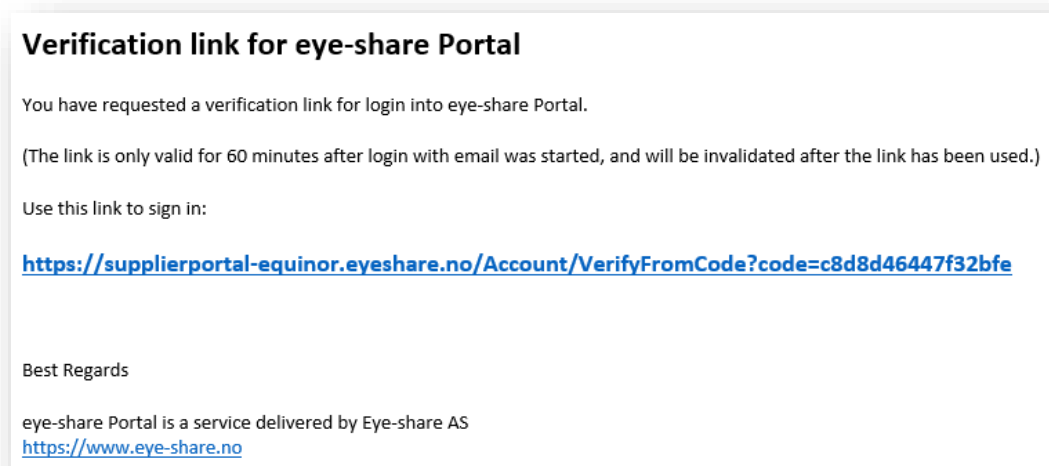 Verification link for eye-share Portal
You have requested a verification link for login into eye-share Portal.
(The link is only valid for 60 minutes after login with email was started, and will be invalidated after the link has been used.)
Use this link to sign in:
https://supplierportal-equinor.eyeshare.no/Account/VerifyFromCode?code=c8d8d46447f32bfe
Best Regards
eye-share Portal is a service delivered by Eye-share AS
https://www.eye-share.no